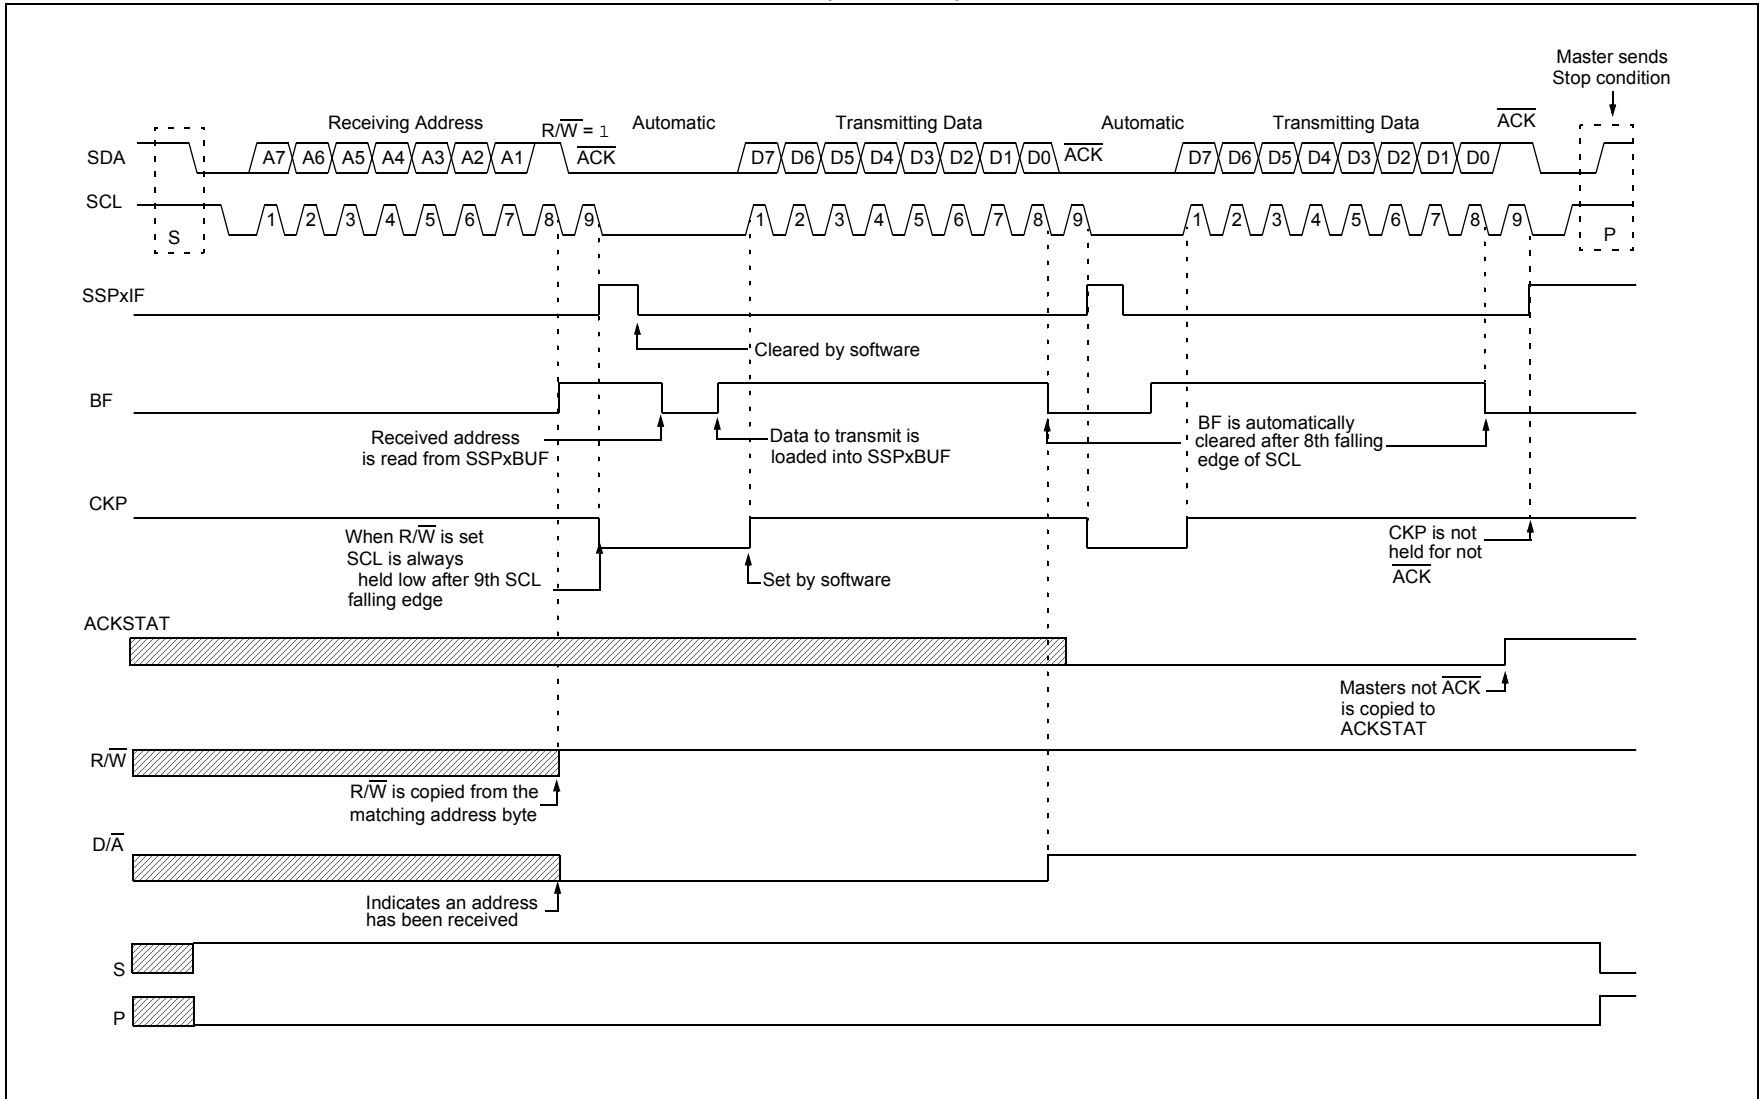 Master sends
Stop condition
Receiving Address
R/W̅ = 1
Automatic
Transmitting Data
Automatic
Transmitting Data
A̅C̅K̅
SDA
A7 A6 A5 A4 A3 A2 A1
A̅C̅K̅
D7 D6 D5 D4 D3 D2 D1 D0
A̅C̅K̅
D7 D6 D5 D4 D3 D2 D1 D0
SCL
S
1 2 3 4 5 6 7 8 9
1 2 3 4 5 6 7 8 9
1 2 3 4 5 6 7 8 9
P
SSPxIF
Cleared by software
BF
Received address
is read from SSPxBUF
Data to transmit is
loaded into SSPxBUF
BF is automatically
cleared after 8th falling
edge of SCL
CKP
When R/W̅ is set
SCL is always
held low after 9th SCL
falling edge
Set by software
CKP is not
held for not
A̅C̅K̅
ACKSTAT
Masters not A̅C̅K̅
is copied to
ACKSTAT
R/W̅
R/W̅ is copied from the
matching address byte
D/A̅
Indicates an address
has been received
S
P